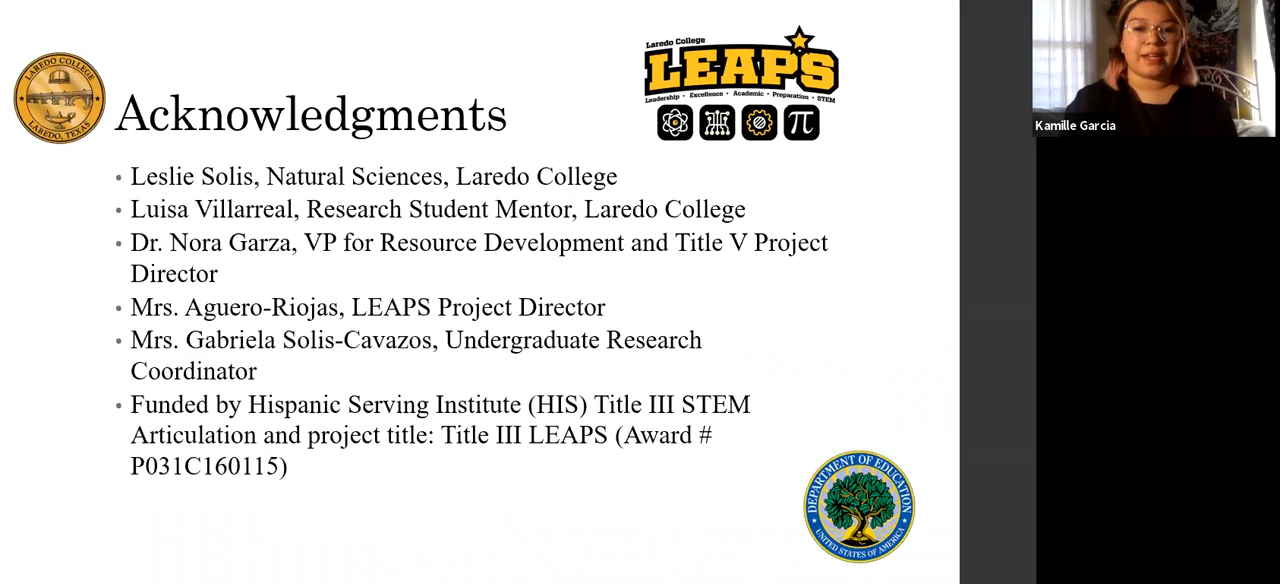 LAREDO COLLEGE
LAREDO, TEXAS
Acknowledgments
Laredo College
LEAPS
Leadership • Excellence • Academic • Preparation • STEM
π
Kamille Garcia
• Leslie Solis, Natural Sciences, Laredo College
• Luisa Villarreal, Research Student Mentor, Laredo College
• Dr. Nora Garza, VP for Resource Development and Title V Project
Director
• Mrs. Aguero-Riojas, LEAPS Project Director
• Mrs. Gabriela Solis-Cavazos, Undergraduate Research
Coordinator
• Funded by Hispanic Serving Institute (HIS) Title III STEM
Articulation and project title: Title III LEAPS (Award #
P031C160115)
DEPARTMENT OF EDUCATION
UNITED STATES OF AMERICA